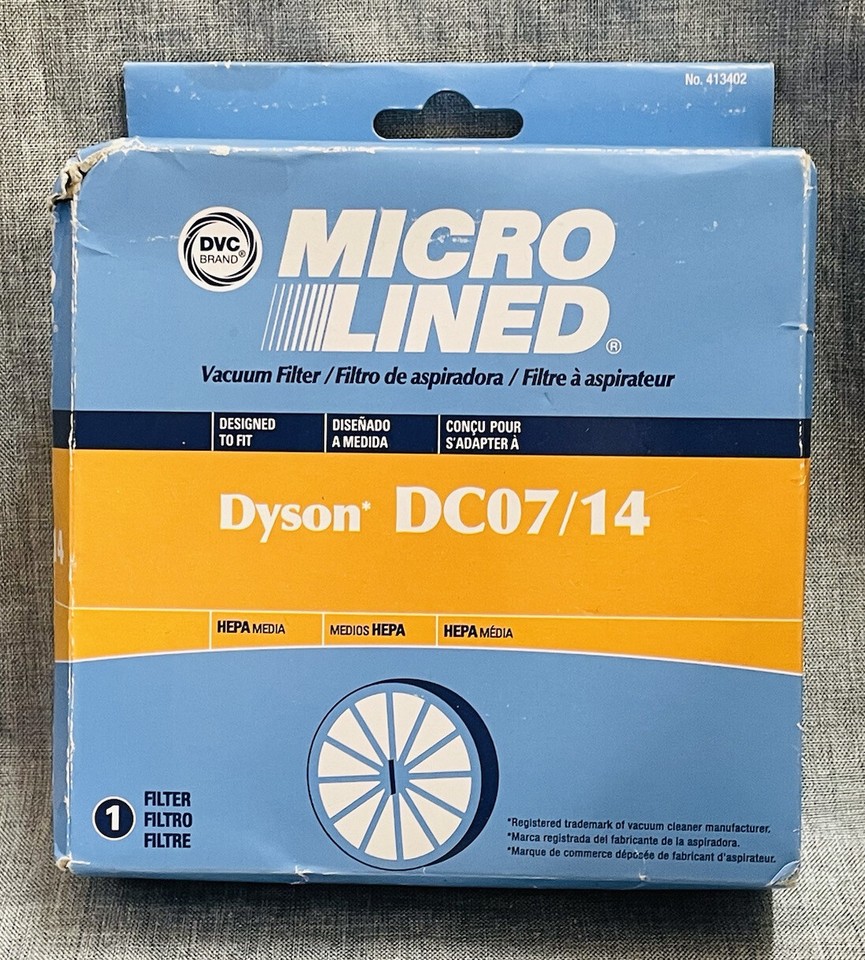 No. 413402
DVC
BRAND®
MICRO
LINED®
Vacuum Filter / Filtro de aspiradora / Filtre à aspirateur
DESIGNED
TO FIT
DISEÑADO
A MEDIDA
CONÇU POUR
S'ADAPTER À
Dyson* DC07/14
14
HEPA MEDIA
MEDIOS HEPA
HEPA MÉDIA
1
FILTER
FILTRO
FILTRE
*Registered trademark of vacuum cleaner manufacturer.
*Marca registrada del fabricante de la aspiradora.
*Marque de commerce déposée de fabricant d'aspirateur.